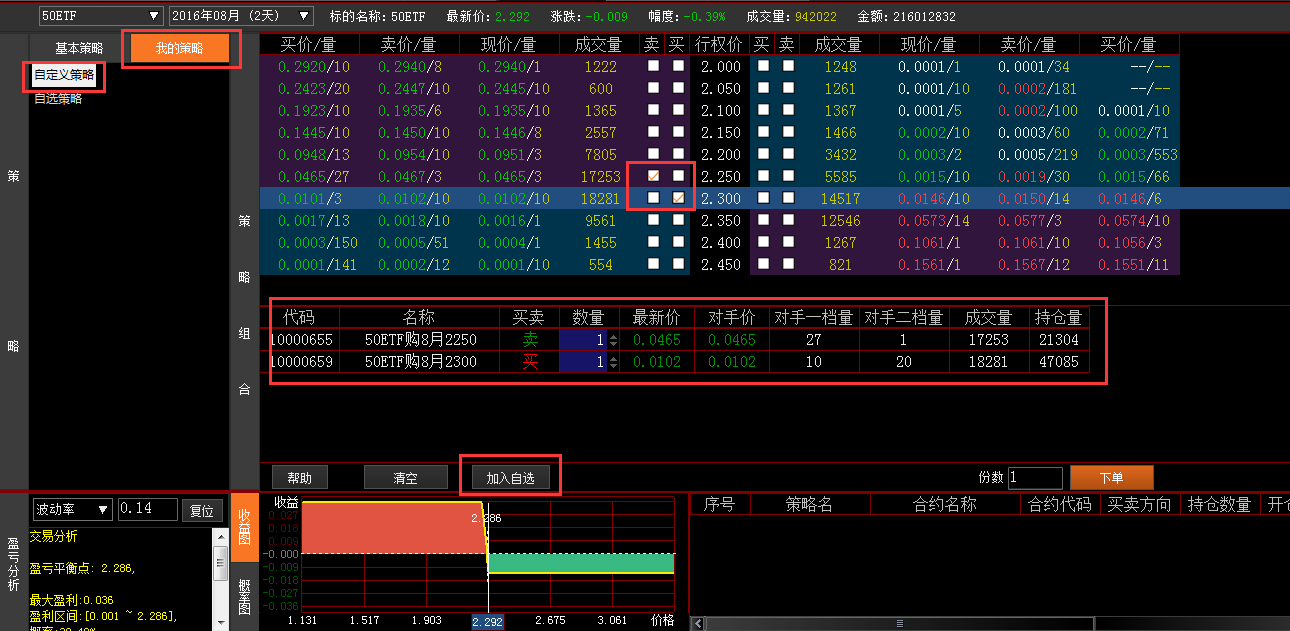 50ETF ▼ 2016年08月 (2天) ▼ 标的名称: 50ETF 最新价: 2.292 涨跌: -0.009 幅度: -0.39% 成交量: 942022 金额: 216012832
基本策略 我的策略
自定义策略
自选策略
策
略
策
略
组
合
买价/量 卖价/量 现价/量 成交量 卖 买 行权价 买 卖 成交量 现价/量 卖价/量 买价/量
0.2920/10 0.2940/8 0.2940/1 1222 2.000 1248 0.0001/1 0.0001/34 --/--
0.2423/20 0.2447/10 0.2445/10 600 2.050 1261 0.0001/10 0.0002/181 --/--
0.1923/10 0.1935/6 0.1935/10 1365 2.100 1367 0.0001/5 0.0002/100 0.0001/10
0.1445/10 0.1450/10 0.1446/8 2557 2.150 1466 0.0002/10 0.0003/60 0.0002/71
0.0948/13 0.0954/10 0.0951/3 7805 2.200 3432 0.0003/2 0.0005/219 0.0003/553
0.0465/27 0.0467/3 0.0465/3 17253 2.250 5585 0.0015/10 0.0019/30 0.0015/66
0.0101/3 0.0102/10 0.0102/10 18281 2.300 14517 0.0146/10 0.0150/14 0.0146/6
0.0017/13 0.0018/10 0.0016/1 9561 2.350 12546 0.0573/14 0.0577/3 0.0574/10
0.0003/150 0.0005/51 0.0004/1 1455 2.400 1267 0.1061/1 0.1061/10 0.1056/3
0.0001/141 0.0002/12 0.0001/10 554 2.450 821 0.1561/1 0.1567/12 0.1551/11
代码 名称 买卖 数量 最新价 对手价 对手一档量 对手二档量 成交量 持仓量
10000655 50ETF购8月2250 卖 1 0.0465 0.0465 27 1 17253 21304
10000659 50ETF购8月2300 买 1 0.0102 0.0102 10 20 18281 47085
帮助 清空 加入自选 份数 1 下单
盈亏分析
波动率 ▼ 0.14 复位
交易分析
盈亏平衡点: 2.286,
最大盈利:0.036
盈利区间:[0.001 ~ 2.286],
收益图
概率图
收益
2.286
0.027
0.018
0.009
-0.000
-0.009
-0.018
-0.027
-0.036
1.131 1.517 1.903 2.292 2.675 3.061 价格
序号 策略名 合约名称 合约代码 买卖方向 持仓数量 开仓